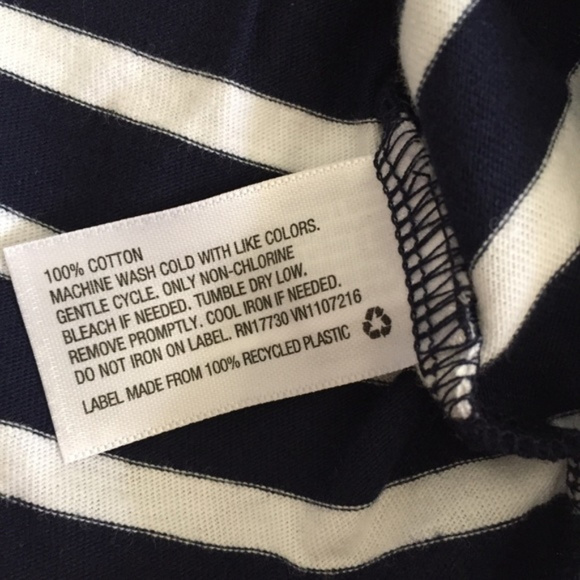 100% COTTON
MACHINE WASH COLD WITH LIKE COLORS.
GENTLE CYCLE. ONLY NON-CHLORINE
BLEACH IF NEEDED. TUMBLE DRY LOW.
REMOVE PROMPTLY. COOL IRON IF NEEDED.
DO NOT IRON ON LABEL. RN17730 VN1107216
LABEL MADE FROM 100% RECYCLED PLASTIC